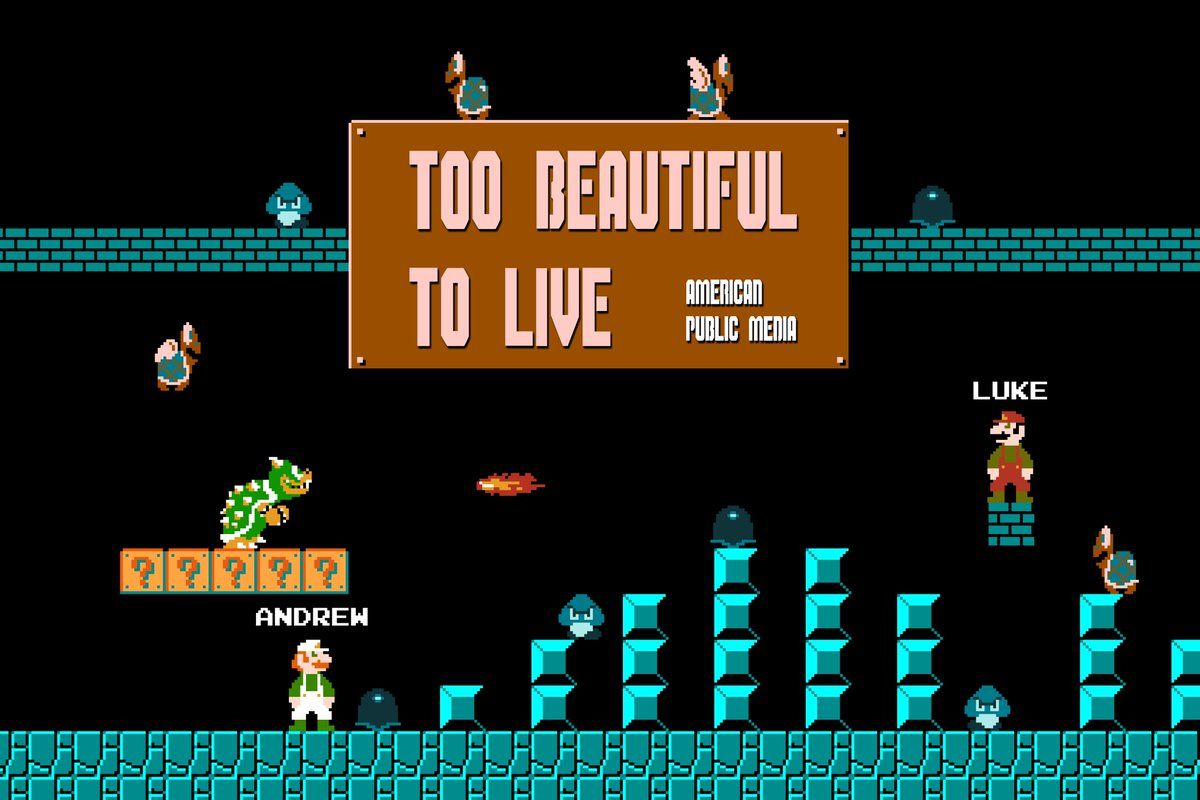 TOO BEAUTIFUL
TO LIVE
AMERICAN
PUBLIC MEDIA
LUKE
? ? ? ? ?
ANDREW